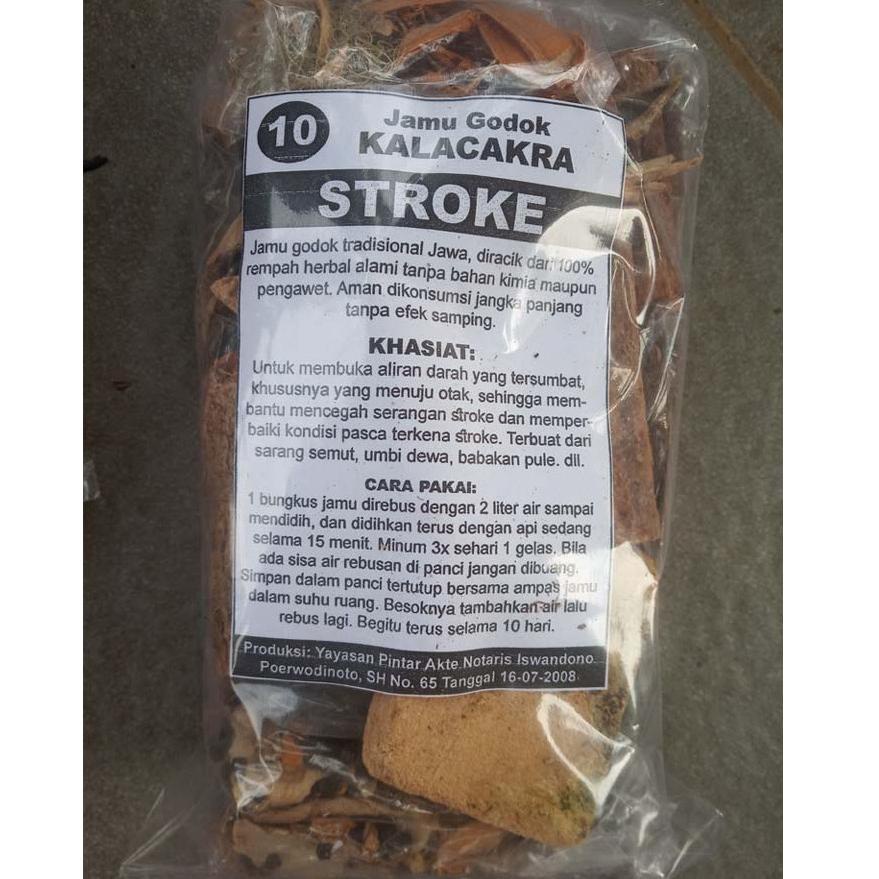 10
Jamu Godok
KALACAKRA
STROKE
Jamu godok tradisional Jawa, diracik dari 100%
rempah herbal alami tanpa bahan kimia maupun
pengawet. Aman dikonsumsi jangka panjang
tanpa efek samping.
KHASIAT:
Untuk membuka aliran darah yang tersumbat,
khususnya yang menuju otak, sehingga mem-
bantu mencegah serangan stroke dan memper-
baiki kondisi pasca terkena stroke. Terbuat dari
sarang semut, umbi dewa, babakan pule. dll.
CARA PAKAI:
1 bungkus jamu direbus dengan 2 liter air sampai
mendidih, dan didihkan terus dengan api sedang
selama 15 menit. Minum 3x sehari 1 gelas. Bila
ada sisa air rebusan di panci jangan dibuang.
Simpan dalam panci tertutup bersama ampas jamu
dalam suhu ruang. Besoknya tambahkan air lalu
rebus lagi. Begitu terus selama 10 hari.
Produksi: Yayasan Pintar Akte Notaris Iswandono
Poerwodinoto, SH No. 65 Tanggal 16-07-2008